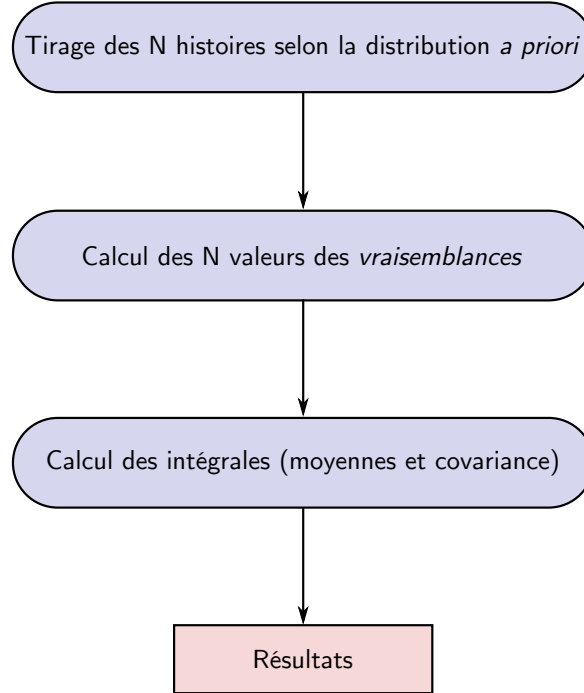 Tirage des N histoires selon la distribution a priori
Calcul des N valeurs des vraisemblances
Calcul des intégrales (moyennes et covariance)
Résultats